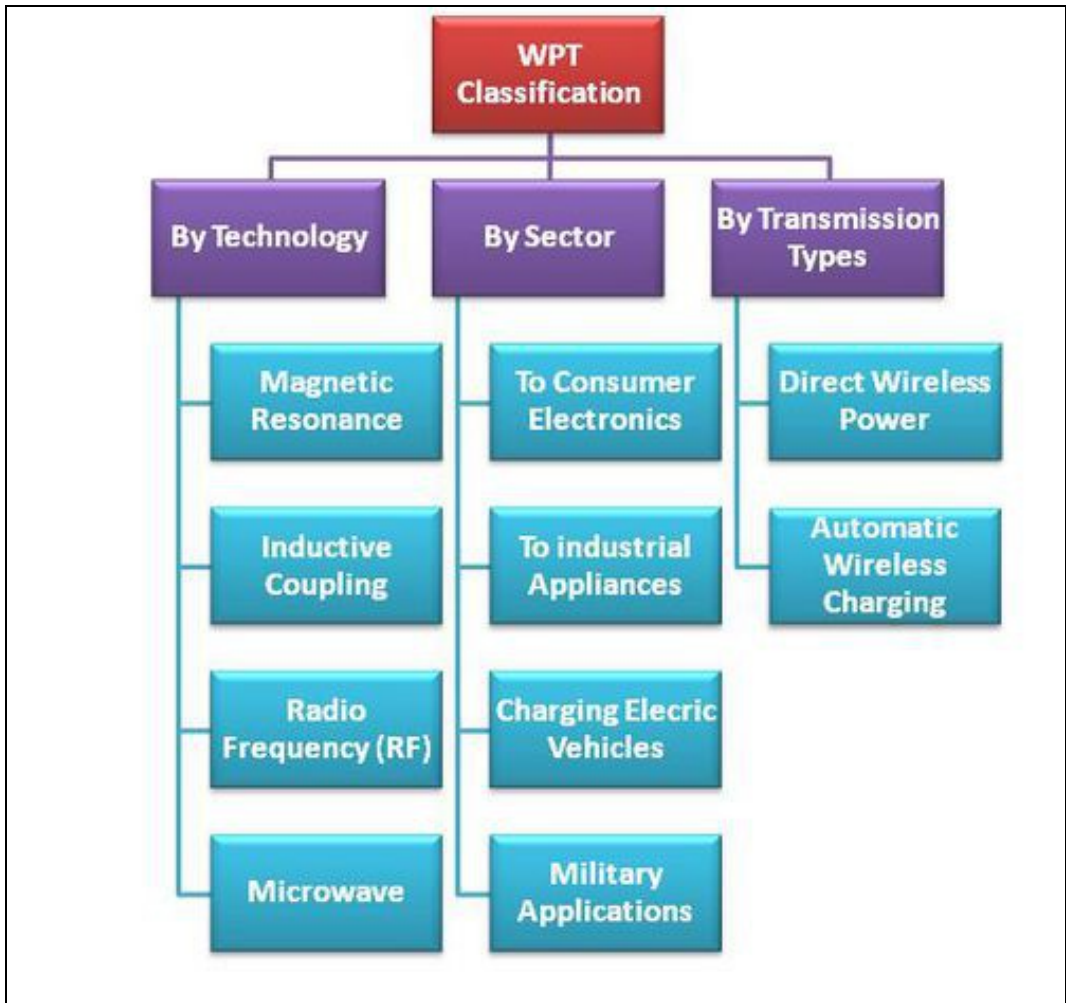 WPT
Classification
By Technology
By Sector
By Transmission
Types
Magnetic
Resonance
Inductive
Coupling
Radio
Frequency (RF)
Microwave
To Consumer
Electronics
To industrial
Appliances
Charging Elecric
Vehicles
Military
Applications
Direct Wireless
Power
Automatic
Wireless
Charging